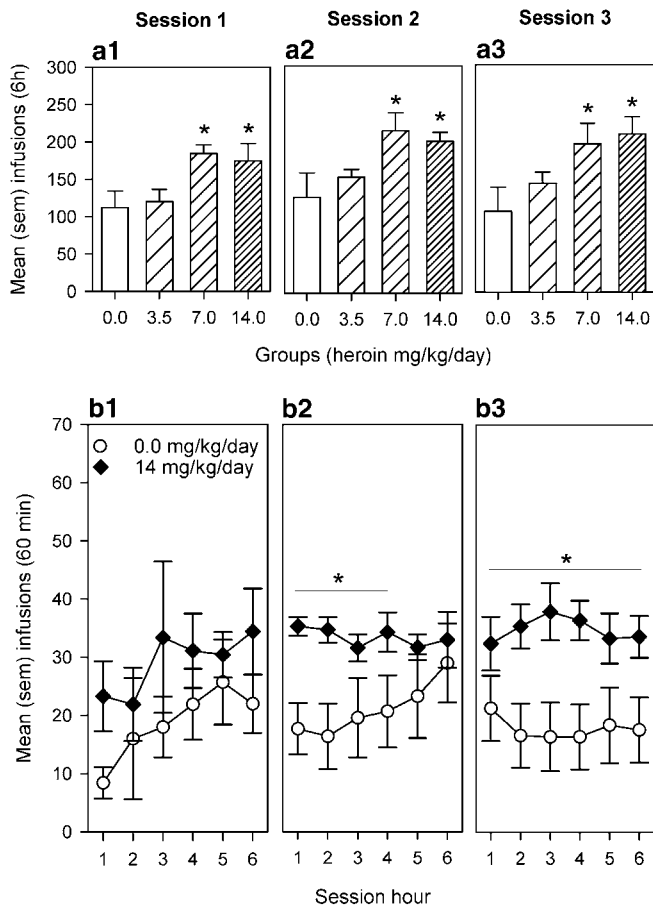 Session 1 Session 2 Session 3
a1 a2 a3
Mean (sem) infusions (6h)
300
250
200
150
100
50
0
* * * * * *
0.0 3.5 7.0 14.0 0.0 3.5 7.0 14.0 0.0 3.5 7.0 14.0
Groups (heroin mg/kg/day)
b1 b2 b3
Mean (sem) infusions (60 min)
70
60
50
40
30
20
10
0
0.0 mg/kg/day
14 mg/kg/day
* *
1 2 3 4 5 6 1 2 3 4 5 6 1 2 3 4 5 6
Session hour